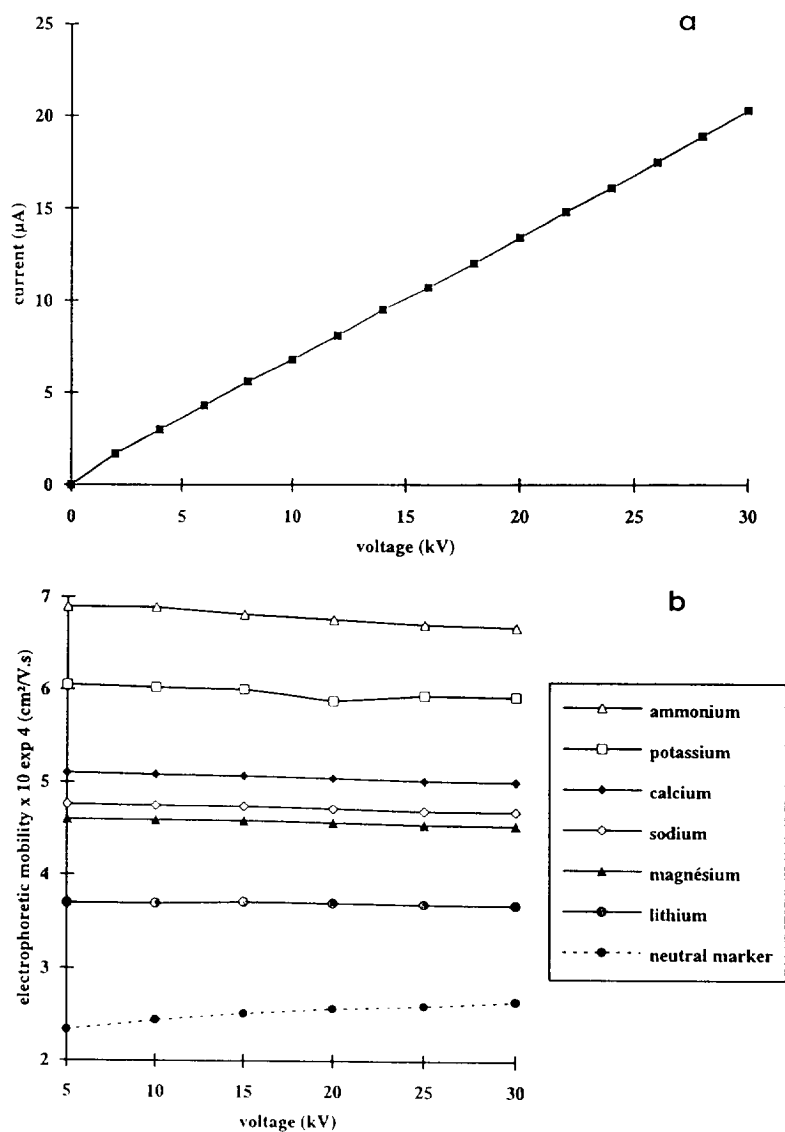 a
25
20
15
10
5
0
current (µA)
0 5 10 15 20 25 30
voltage (kV)
b
7
6
5
4
3
2
electrophoretic mobility x 10 exp 4 (cm²/V.s)
5 10 15 20 25 30
voltage (kV)
ammonium
potassium
calcium
sodium
magnésium
lithium
neutral marker